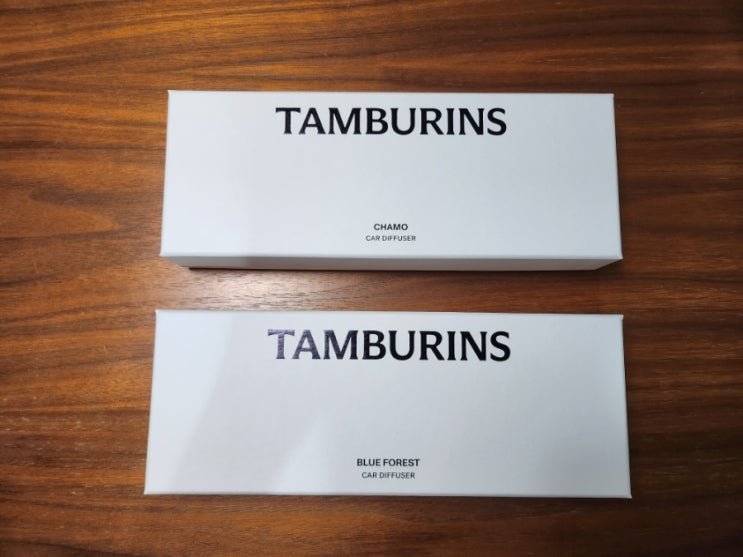 TAMBURINS
CHAMO
CAR DIFFUSER
TAMBURINS
BLUE FOREST
CAR DIFFUSER